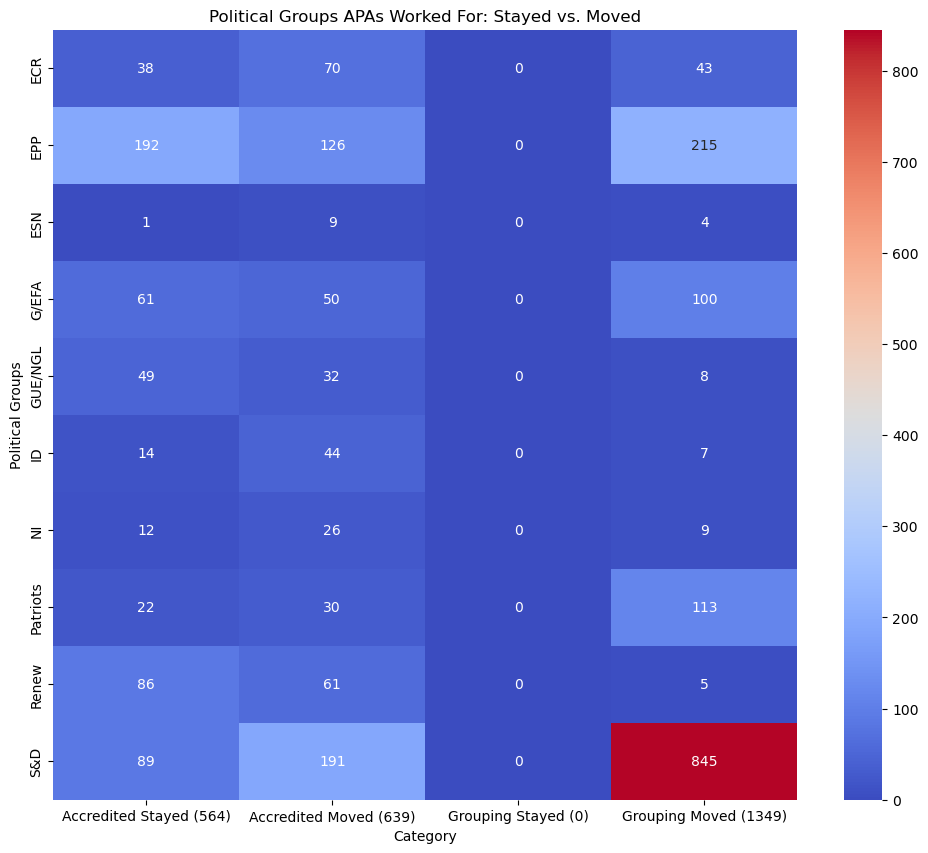 Political Groups APAs Worked For: Stayed vs. Moved
Political Groups
ECR 38 70 0 43
EPP 192 126 0 215
ESN 1 9 0 4
G/EFA 61 50 0 100
GUE/NGL 49 32 0 8
ID 14 44 0 7
NI 12 26 0 9
Patriots 22 30 0 113
Renew 86 61 0 5
S&D 89 191 0 845
Accredited Stayed (564) Accredited Moved (639) Grouping Stayed (0) Grouping Moved (1349)
Category
800
700
600
500
400
300
200
100
0